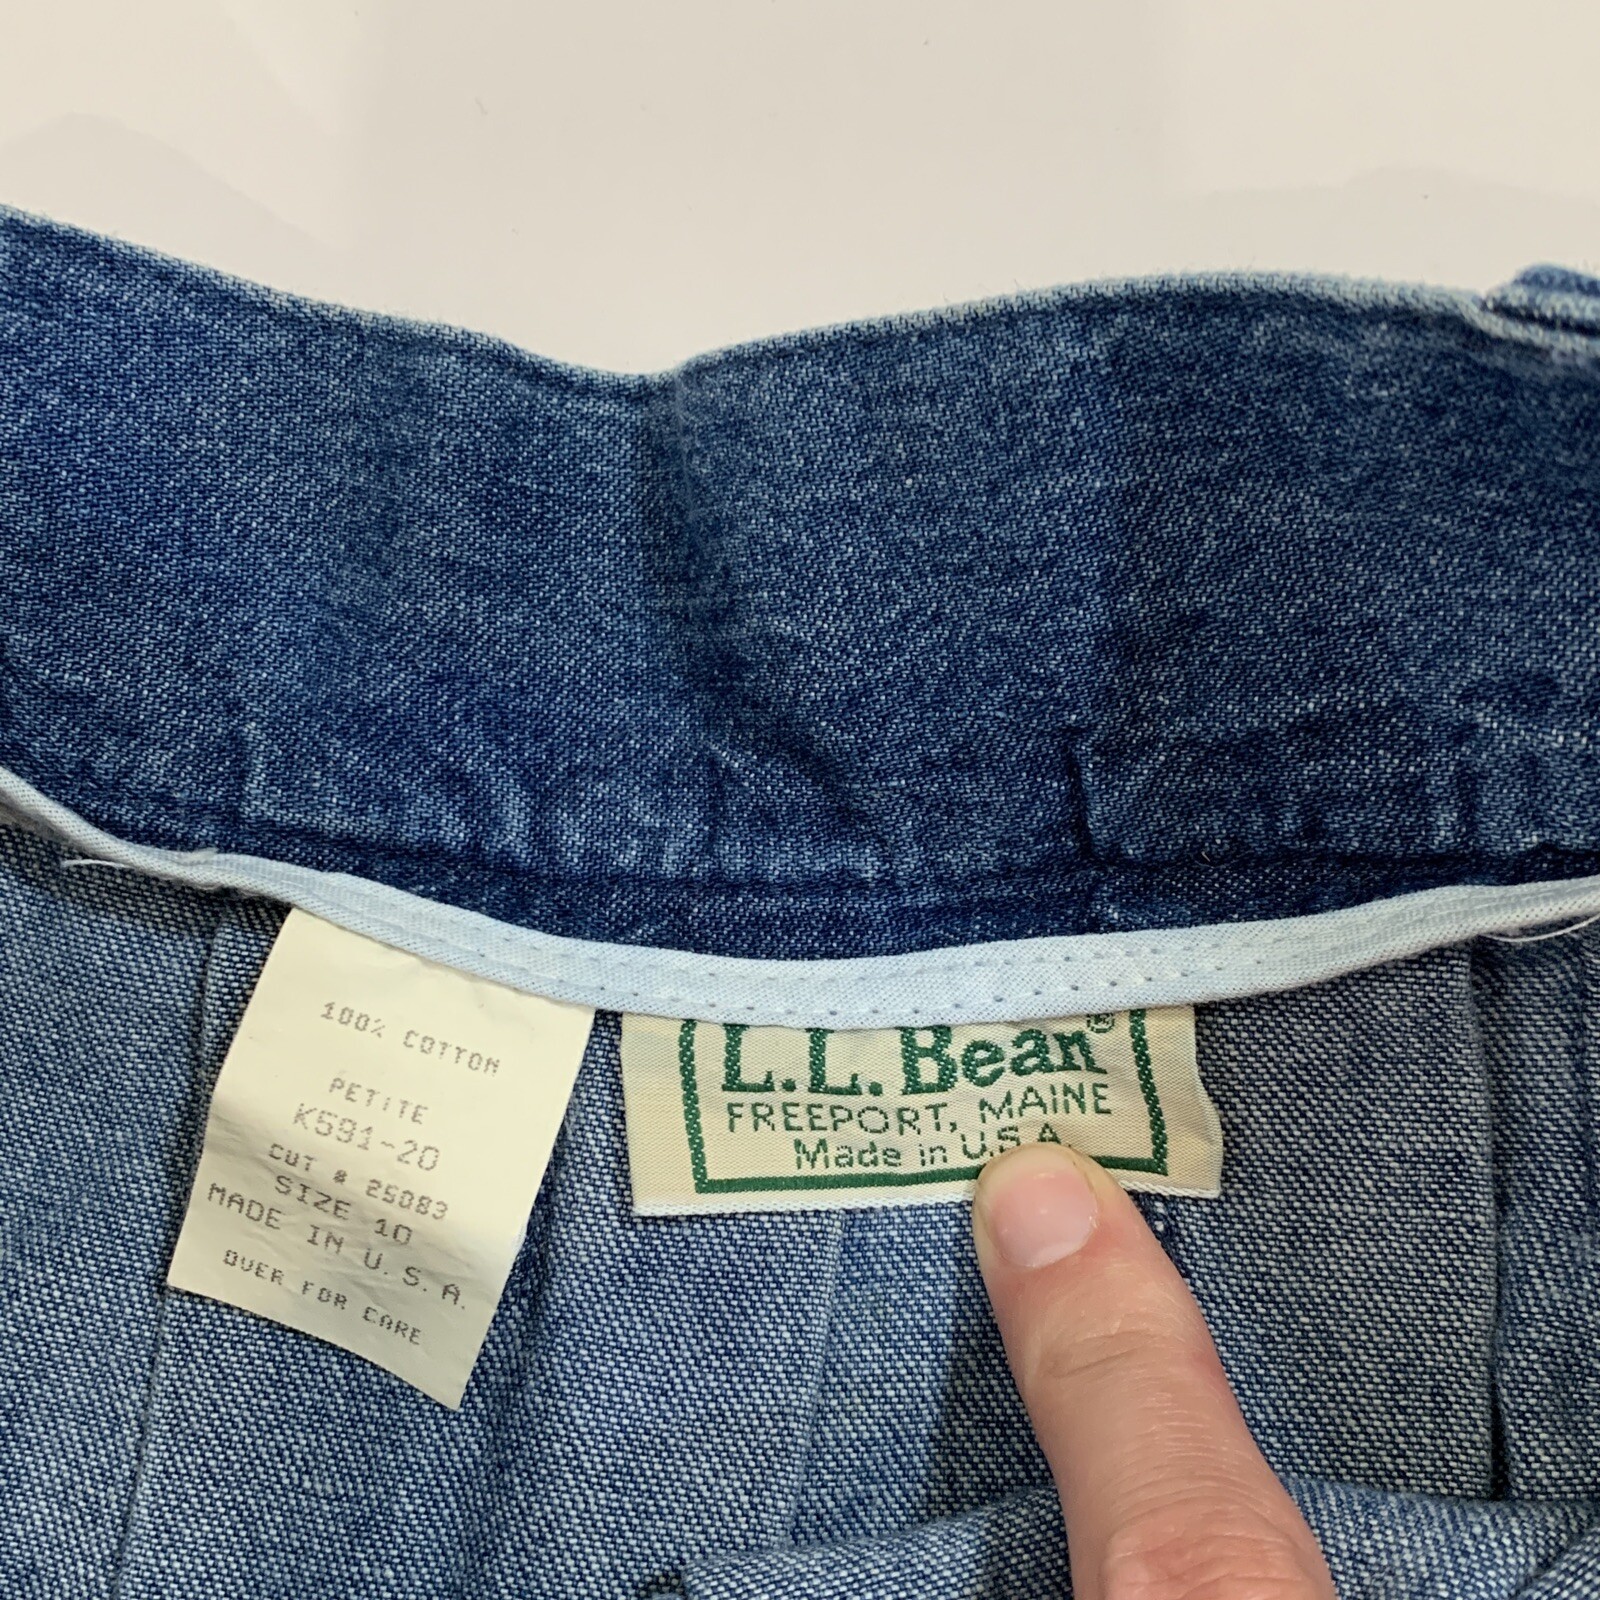 100% COTTON
PETITE
K591-20
CUT # 25083
SIZE 10
MADE IN U.S.A.
OVER FOR CARE
L.L.Bean®
FREEPORT, MAINE
Made in U.S.A.